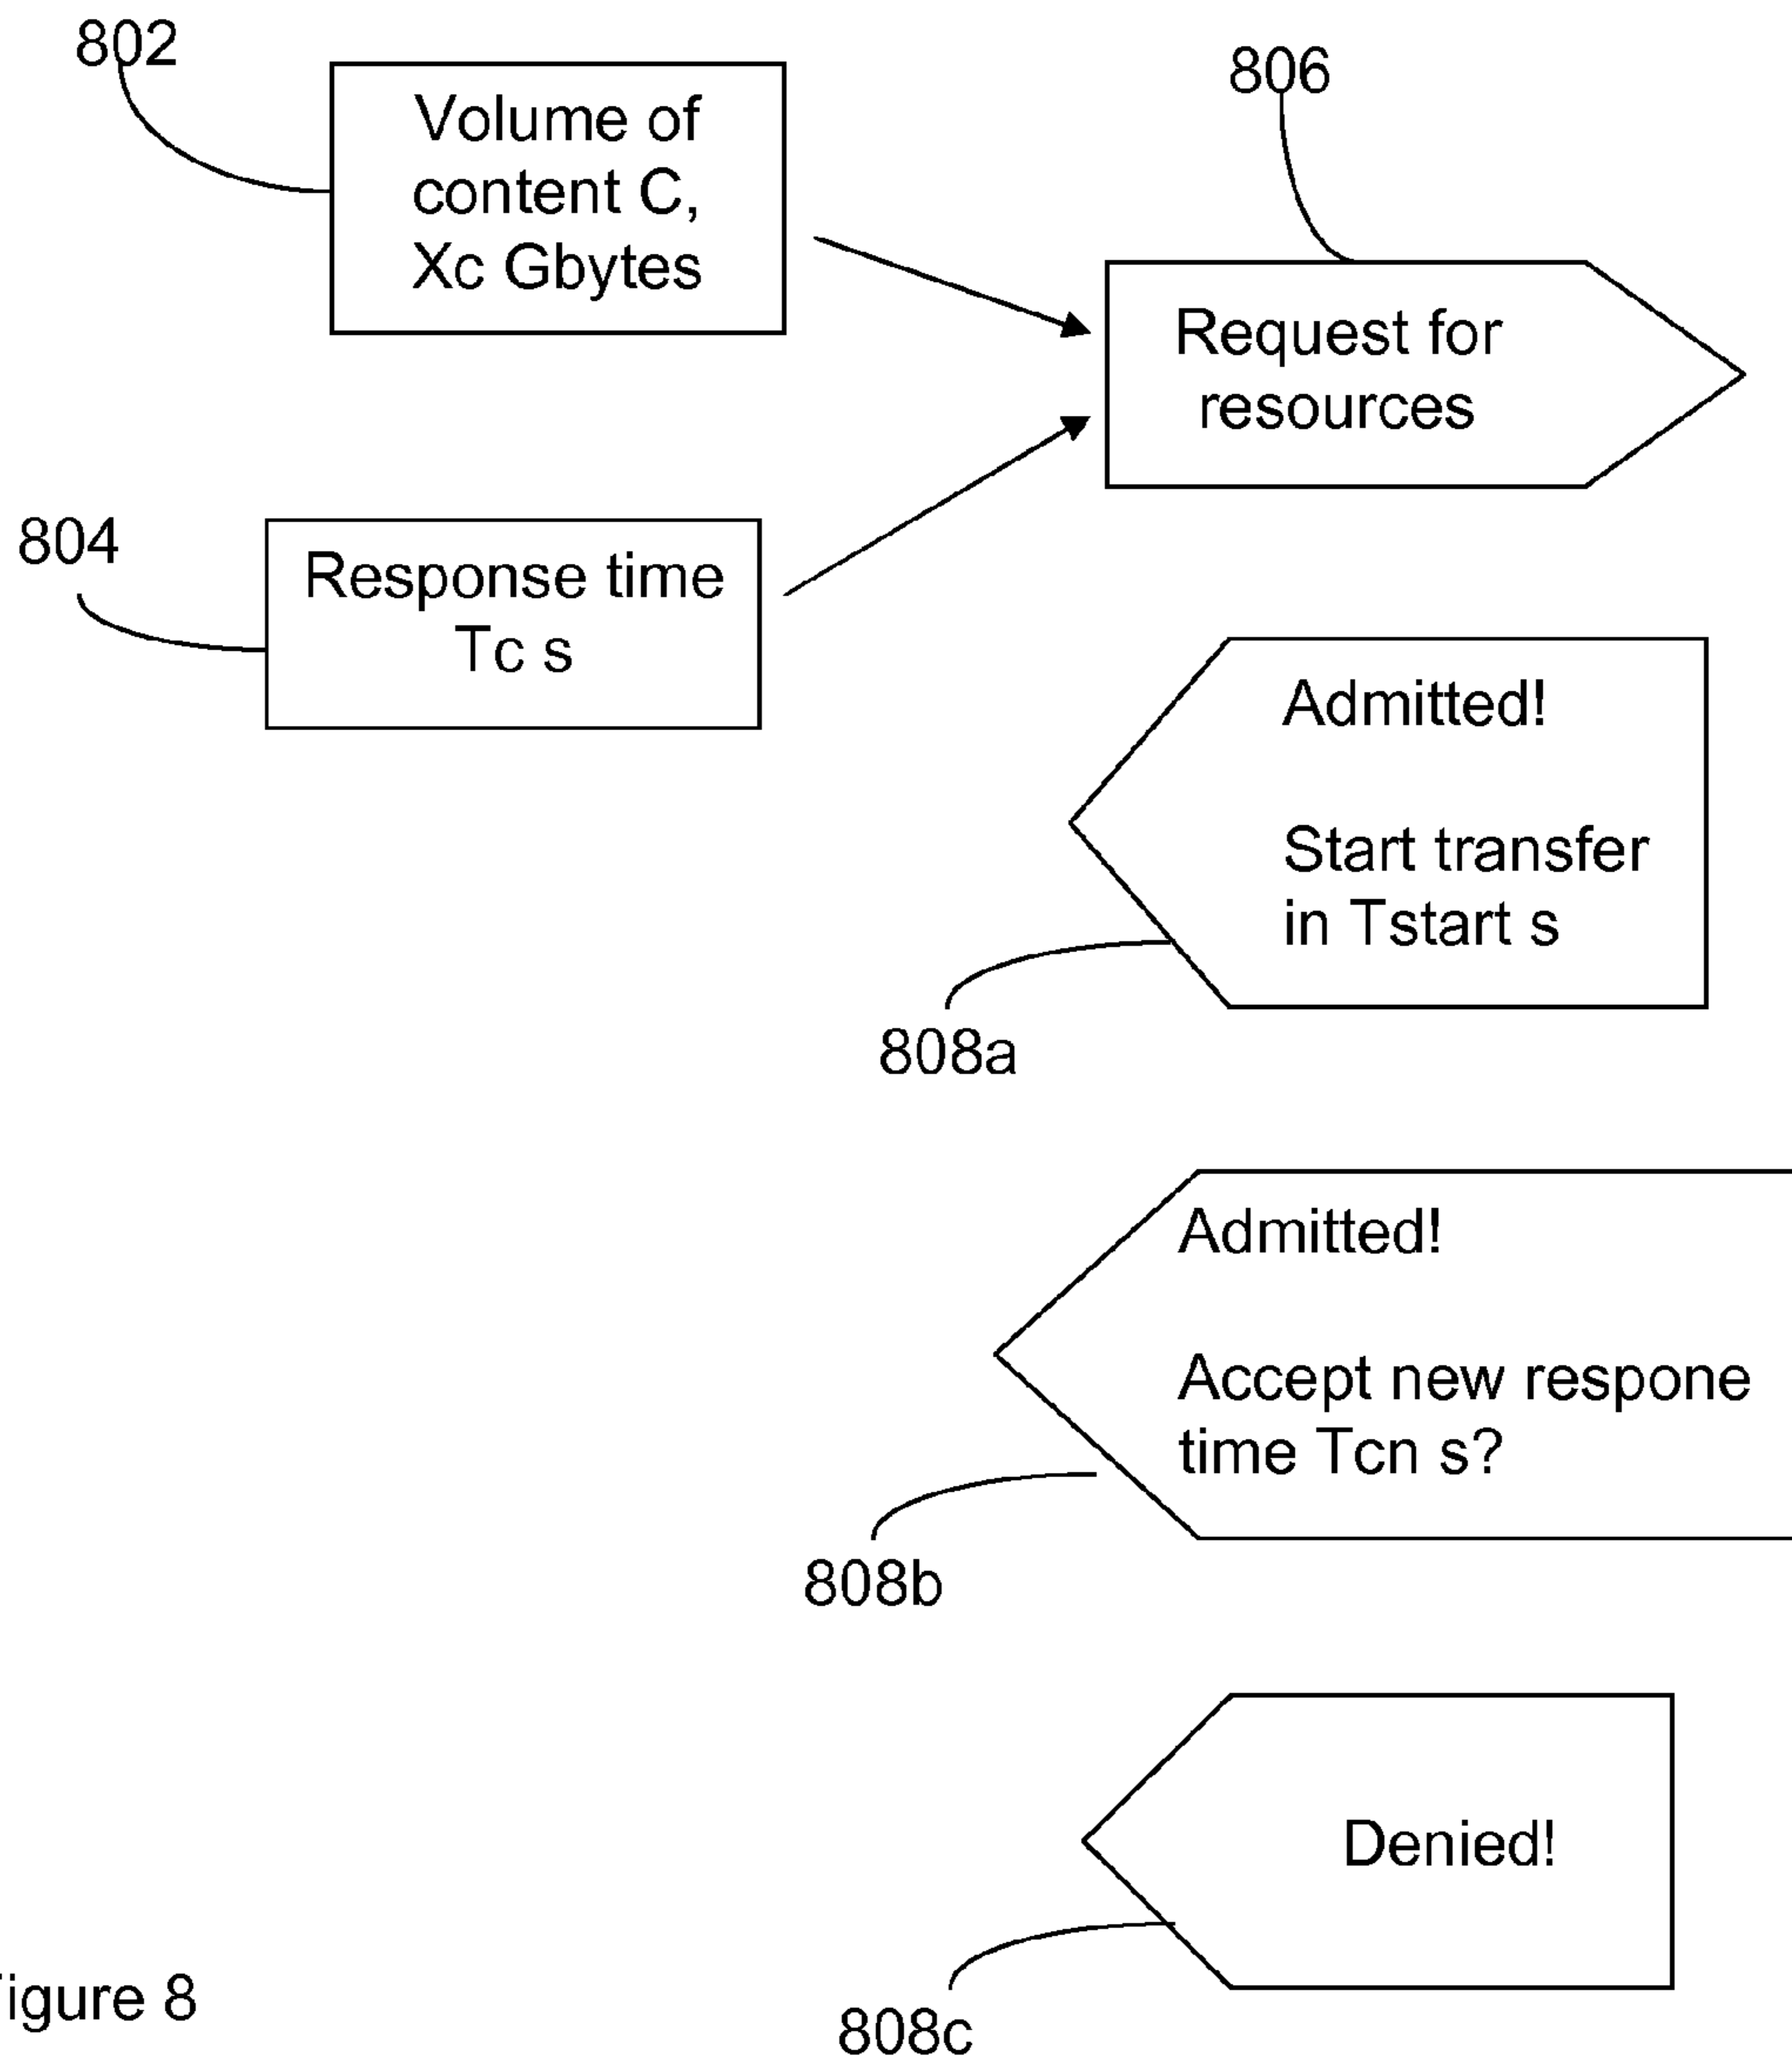 802
Volume of
content C,
Xc Gbytes
806
Request for
resources
804
Response time
Tc s
Admitted!
Start transfer
in Tstart s
808a
Admitted!
Accept new respone
time Tcn s?
808b
Denied!
808c
igure 8